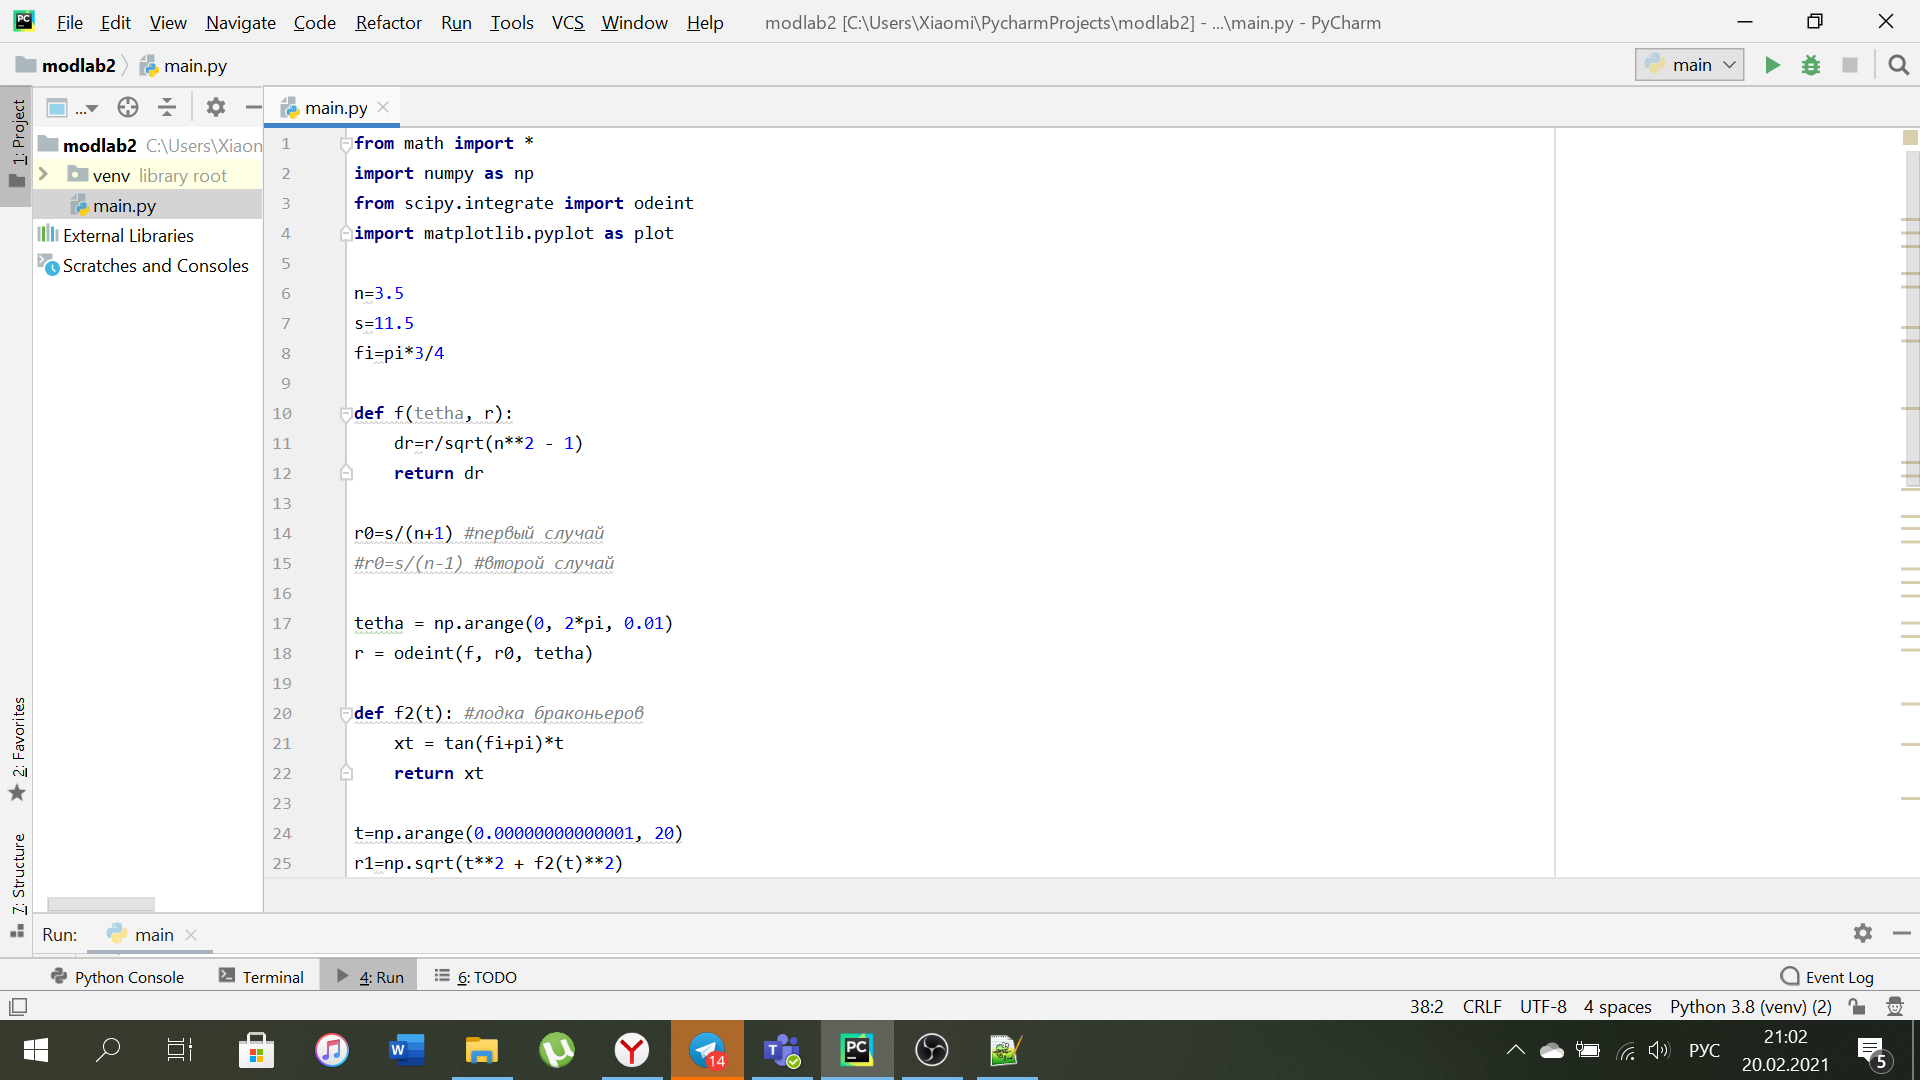 File Edit View Navigate Code Refactor Run Tools VCS Window Help modlab2 [C:\Users\Xiaomi\PycharmProjects\modlab2] - ...\main.py - PyCharm
modlab2 main.py main
1: Project
... main.py
modlab2 C:\Users\Xiaom
venv library root
main.py
External Libraries
Scratches and Consoles
1 from math import *
2 import numpy as np
3 from scipy.integrate import odeint
4 import matplotlib.pyplot as plot
5
6 n=3.5
7 s=11.5
8 fi=pi*3/4
9
10 def f(tetha, r):
11 dr=r/sqrt(n**2 - 1)
12 return dr
13
14 r0=s/(n+1) #первый случай
15 #r0=s/(n-1) #второй случай
16
17 tetha = np.arange(0, 2*pi, 0.01)
18 r = odeint(f, r0, tetha)
19
20 def f2(t): #лодка браконьеров
21 xt = tan(fi+pi)*t
22 return xt
23
24 t=np.arange(0.00000000000001, 20)
25 r1=np.sqrt(t**2 + f2(t)**2)
2: Favorites
7: Structure
Run: main
Python Console Terminal 4: Run 6: TODO Event Log
38:2 CRLF UTF-8 4 spaces Python 3.8 (venv) (2)
14
РУС
21:02
20.02.2021
5